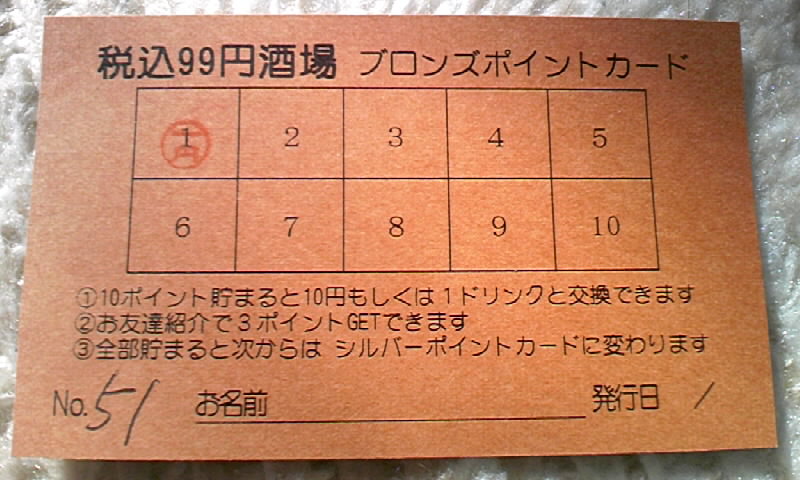 税込99円酒場 ブロンズポイントカード
1 2 3 4 5
6 7 8 9 10
①10ポイント貯まると10円もしくは1ドリンクと交換できます
②お友達紹介で3ポイントGETできます
③全部貯まると次からは シルバーポイントカードに変わります
No.51 お名前 発行日 /